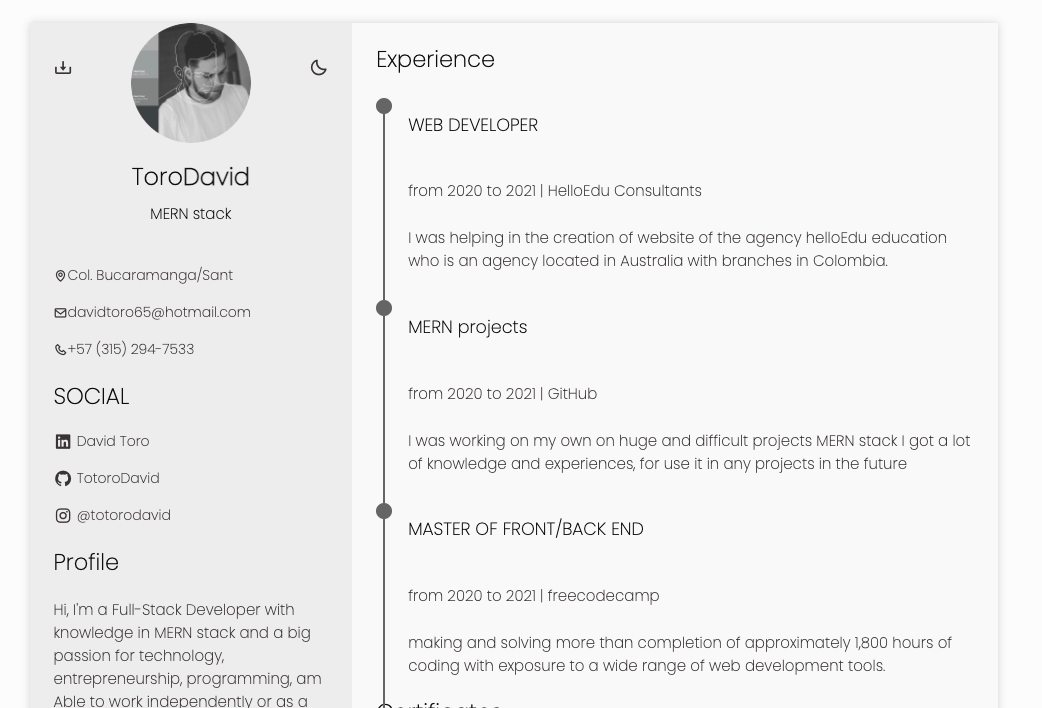 ToroDavid
MERN stack
Col. Bucaramanga/Sant
davidtoro65@hotmail.com
+57 (315) 294-7533
SOCIAL
David Toro
TotoroDavid
@totorodavid
Profile
Hi, I'm a Full-Stack Developer with
knowledge in MERN stack and a big
passion for technology,
entrepreneurship, programming, am
Able to work independently or as a
Experience
WEB DEVELOPER
from 2020 to 2021 | HelloEdu Consultants
I was helping in the creation of website of the agency helloEdu education
who is an agency located in Australia with branches in Colombia.
MERN projects
from 2020 to 2021 | GitHub
I was working on my own on huge and difficult projects MERN stack I got a lot
of knowledge and experiences, for use it in any projects in the future
MASTER OF FRONT/BACK END
from 2020 to 2021 | freecodecamp
making and solving more than completion of approximately 1,800 hours of
coding with exposure to a wide range of web development tools.